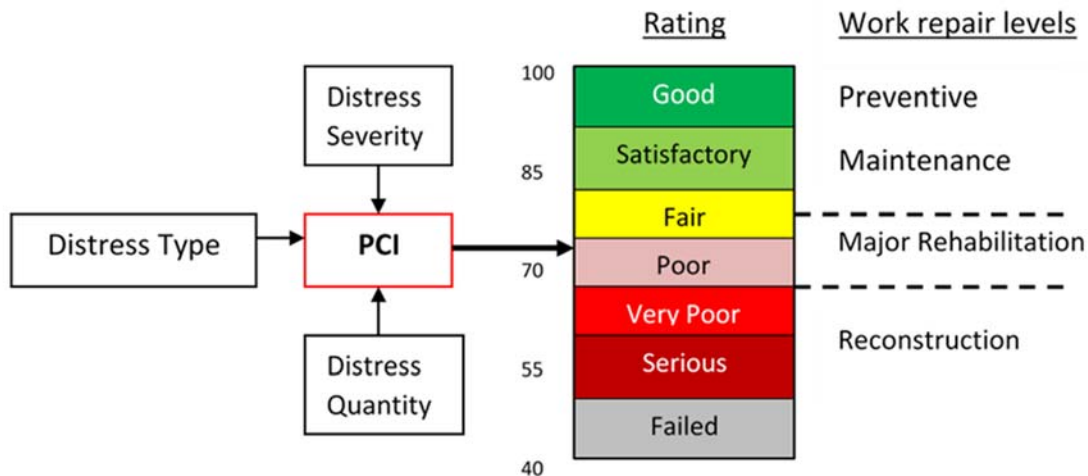 Rating
Work repair levels
100
Distress
Severity
Good
Preventive
Satisfactory
Maintenance
85
Distress Type
PCI
Fair
Major Rehabilitation
70
Poor
Distress
Quantity
Very Poor
Reconstruction
55
Serious
Failed
40